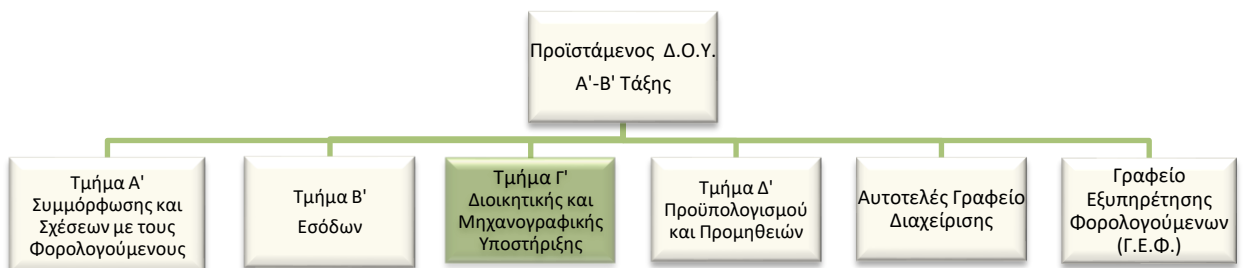 Προϊστάμενος Δ.Ο.Υ.
Α'-Β' Τάξης
Τμήμα Α'
Συμμόρφωσης και
Σχέσεων με τους
Φορολογούμενους
Τμήμα Β'
Εσόδων
Τμήμα Γ'
Διοικητικής και
Μηχανογραφικής
Υποστήριξης
Τμήμα Δ'
Προϋπολογισμού
και Προμηθειών
Αυτοτελές Γραφείο
Διαχείρισης
Γραφείο
Εξυπηρέτησης
Φορολογούμενων
(Γ.Ε.Φ.)